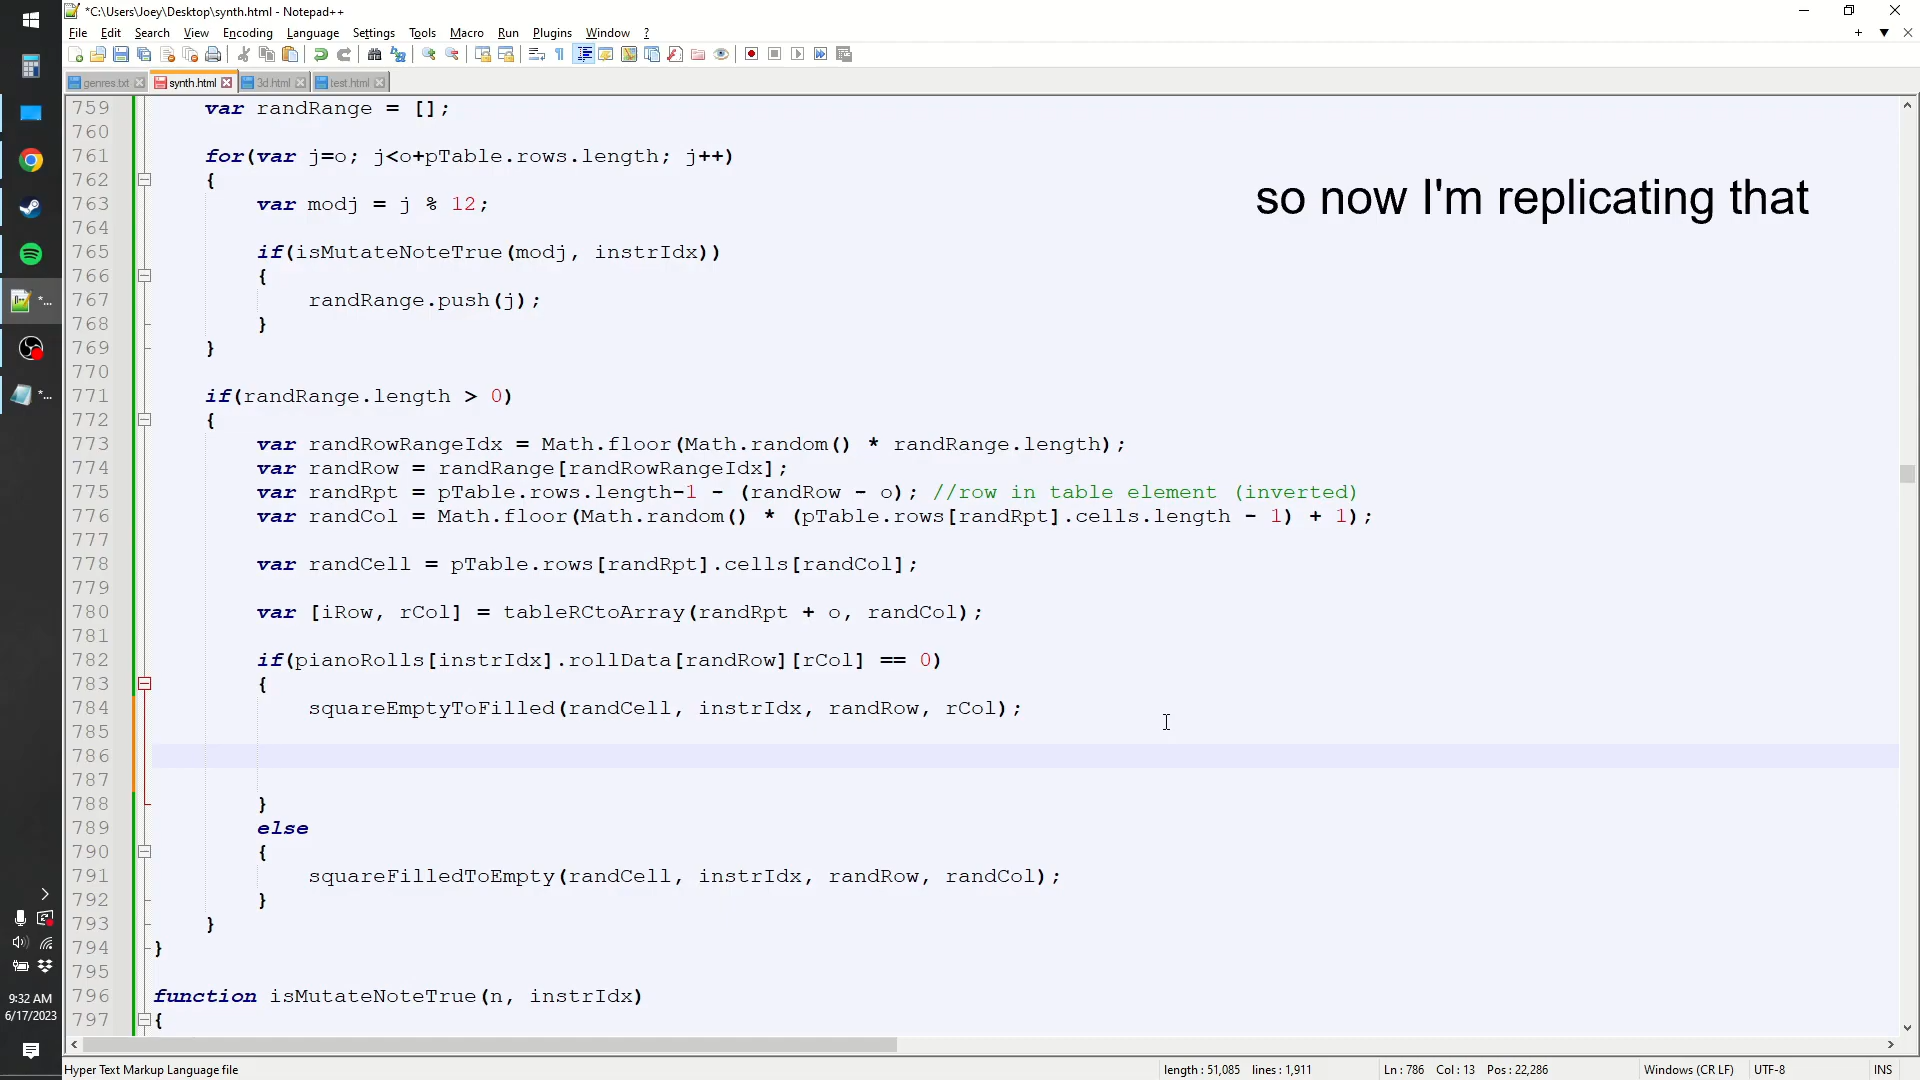 *C:\Users\Joey\Desktop\synth.html - Notepad++
File Edit Search View Encoding Language Settings Tools Macro Run Plugins Window ?
genres.txt synth.html 3d.html test.html
so now I'm replicating that
759 var randRange = [];
760
761 for(var j=o; j<o+pTable.rows.length; j++)
762 {
763 var modj = j % 12;
764
765 if(isMutateNoteTrue(modj, instrIdx))
766 {
767 randRange.push(j);
768 }
769 }
770
771 if(randRange.length > 0)
772 {
773 var randRowRangeIdx = Math.floor(Math.random() * randRange.length);
774 var randRow = randRange[randRowRangeIdx];
775 var randRpt = pTable.rows.length-1 - (randRow - o); //row in table element (inverted)
776 var randCol = Math.floor(Math.random() * (pTable.rows[randRpt].cells.length - 1) + 1);
777
778 var randCell = pTable.rows[randRpt].cells[randCol];
779
780 var [iRow, rCol] = tableRCtoArray(randRpt + o, randCol);
781
782 if(pianoRolls[instrIdx].rollData[randRow][rCol] == 0)
783 {
784 squareEmptyToFilled(randCell, instrIdx, randRow, rCol);
785
786
787
788 }
789 else
790 {
791 squareFilledToEmpty(randCell, instrIdx, randRow, randCol);
792 }
793 }
794 }
795
796 function isMutateNoteTrue(n, instrIdx)
797 {
9:32 AM
6/17/2023
Hyper Text Markup Language file length : 51,085 lines : 1,911 Ln : 786 Col : 13 Pos : 22,286 Windows (CR LF) UTF-8 INS